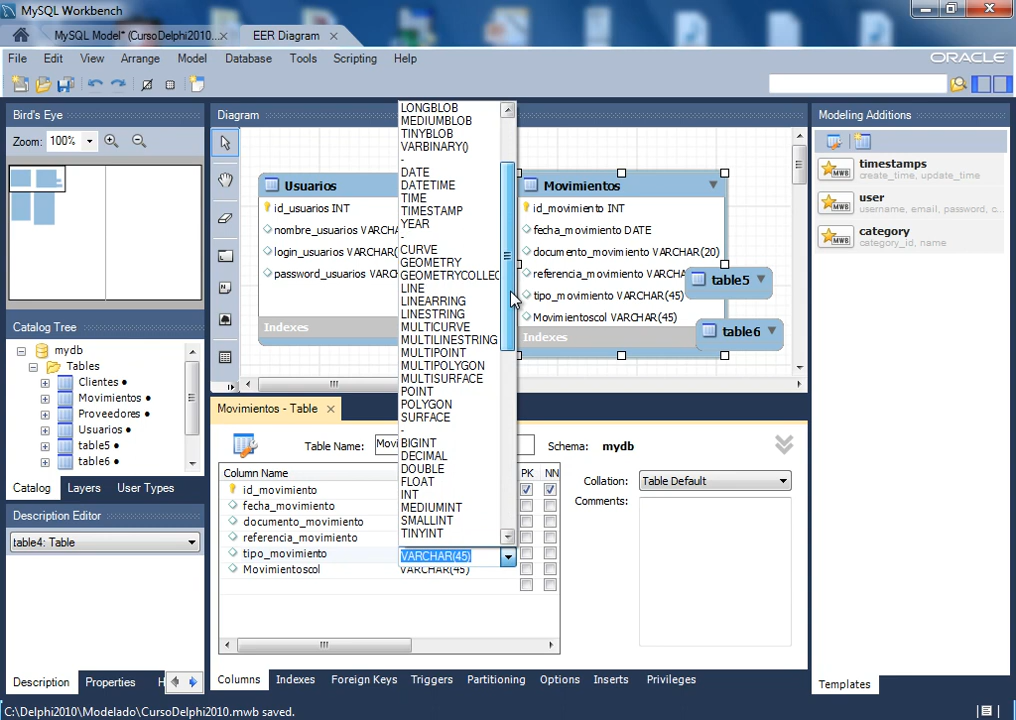 MySQL Workbench
MySQL Model* (CursoDelphi2010....
EER Diagram
File Edit View Arrange Model Database Tools Scripting Help
ORACLE
Bird's Eye
Zoom: 100%
Diagram
Modeling Additions
timestamps
create_time, update_time
user
username, email, password, c...
category
category_id, name
Usuarios
id_usuarios INT
nombre_usuarios VARCH
login_usuarios VARCHA
password_usuarios VARC
Indexes
LONGBLOB
MEDIUMBLOB
TINYBLOB
VARBINARY()
-
DATE
DATETIME
TIME
TIMESTAMP
YEAR
-
CURVE
GEOMETRY
GEOMETRYCOLLEC
LINE
LINEARRING
LINESTRING
MULTICURVE
MULTILINESTRING
MULTIPOINT
MULTIPOLYGON
MULTISURFACE
POINT
POLYGON
SURFACE
-
BIGINT
DECIMAL
DOUBLE
FLOAT
INT
MEDIUMINT
SMALLINT
TINYINT
Movimientos
id_movimiento INT
fecha_movimiento DATE
documento_movimiento VARCHAR(20)
referencia_movimiento VARCHA
tipo_movimiento VARCHAR(45)
Movimientoscol VARCHAR(45)
Indexes
table5
table6
Catalog Tree
mydb
Tables
Clientes •
Movimientos •
Proveedores •
Usuarios •
table5 •
table6 •
Catalog Layers User Types
Description Editor
table4: Table
Description Properties H
Movimientos - Table
Table Name: Movi
Schema: mydb
Column Name PK NN
id_movimiento
fecha_movimiento
documento_movimiento
referencia_movimiento
tipo_movimiento VARCHAR(45)
Movimientoscol VARCHAR(45)
Collation: Table Default
Comments:
Columns Indexes Foreign Keys Triggers Partitioning Options Inserts Privileges
Templates
C:\Delphi2010\Modelado\CursoDelphi2010.mwb saved.